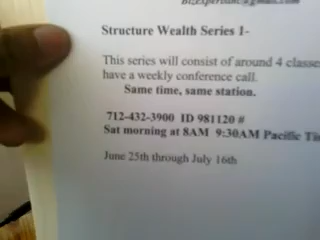 Structure Wealth Series 1-
This series will consist of around 4 classes
have a weekly conference call.
Same time, same station.
712-432-3900 ID 981120 #
Sat morning at 8AM 9:30AM Pacific
June 25th through July 16th